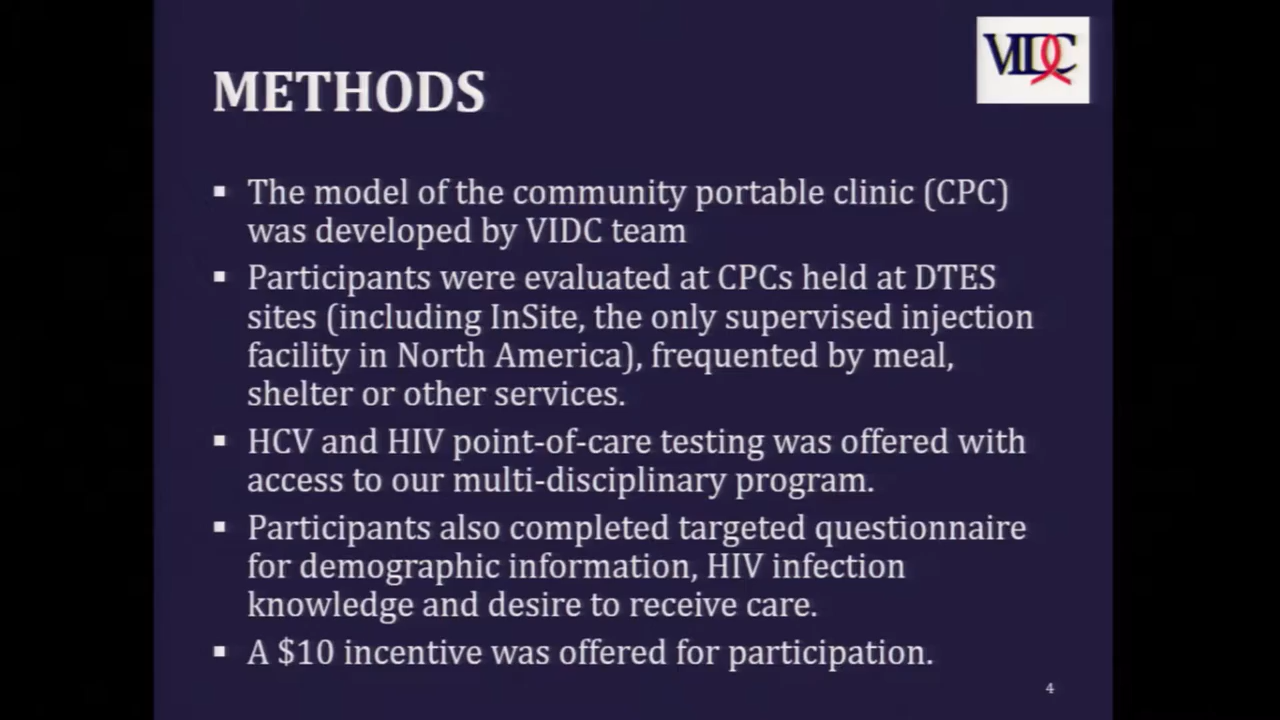 VIDC
METHODS
▪ The model of the community portable clinic (CPC)
was developed by VIDC team
▪ Participants were evaluated at CPCs held at DTES
sites (including InSite, the only supervised injection
facility in North America), frequented by meal,
shelter or other services.
▪ HCV and HIV point-of-care testing was offered with
access to our multi-disciplinary program.
▪ Participants also completed targeted questionnaire
for demographic information, HIV infection
knowledge and desire to receive care.
▪ A $10 incentive was offered for participation.
4